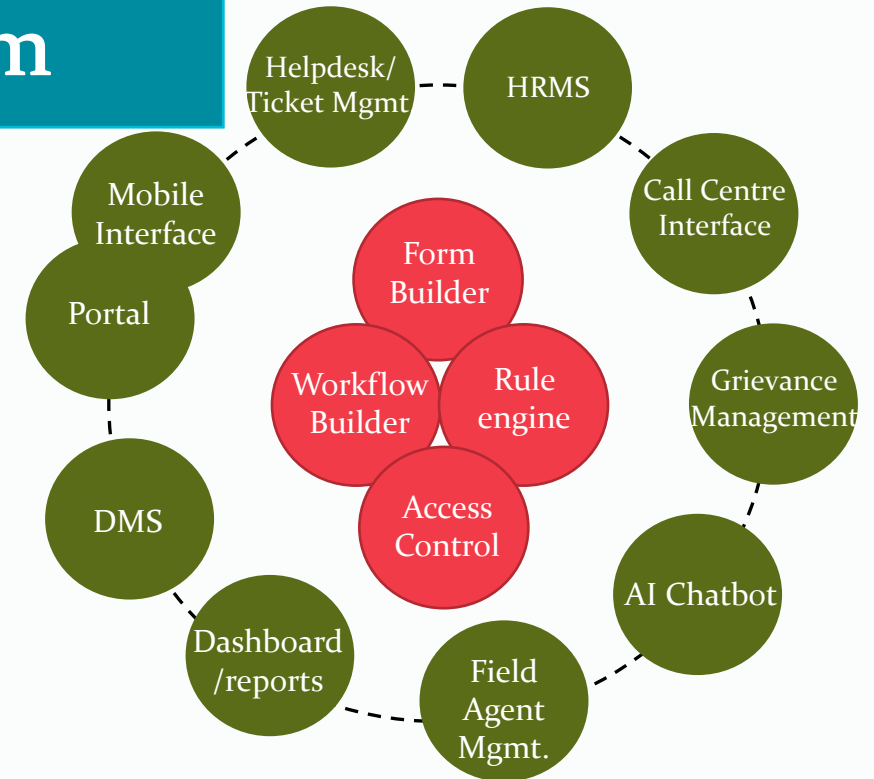 m
Helpdesk/
Ticket Mgmt
HRMS
Mobile
Interface
Call Centre
Interface
Form
Builder
Portal
Workflow
Builder
Rule
engine
Grievance
Management
DMS
Access
Control
AI Chatbot
Dashboard
/reports
Field
Agent
Mgmt.